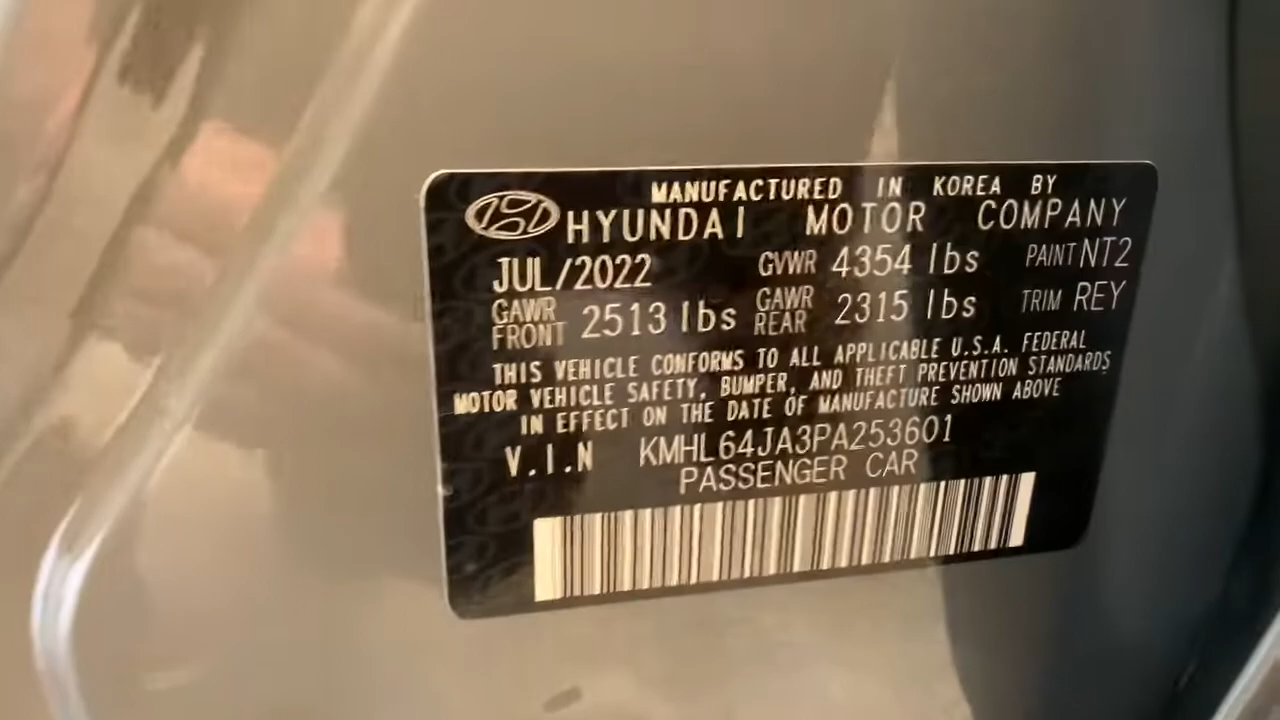 MANUFACTURED IN KOREA BY
HYUNDAI MOTOR COMPANY
JUL/2022 GVWR 4354 lbs PAINT NT2
GAWR FRONT 2513 lbs GAWR REAR 2315 lbs TRIM REY
THIS VEHICLE CONFORMS TO ALL APPLICABLE U.S.A. FEDERAL
MOTOR VEHICLE SAFETY, BUMPER, AND THEFT PREVENTION STANDARDS
IN EFFECT ON THE DATE OF MANUFACTURE SHOWN ABOVE
V.I.N KMHL64JA3PA253601
PASSENGER CAR